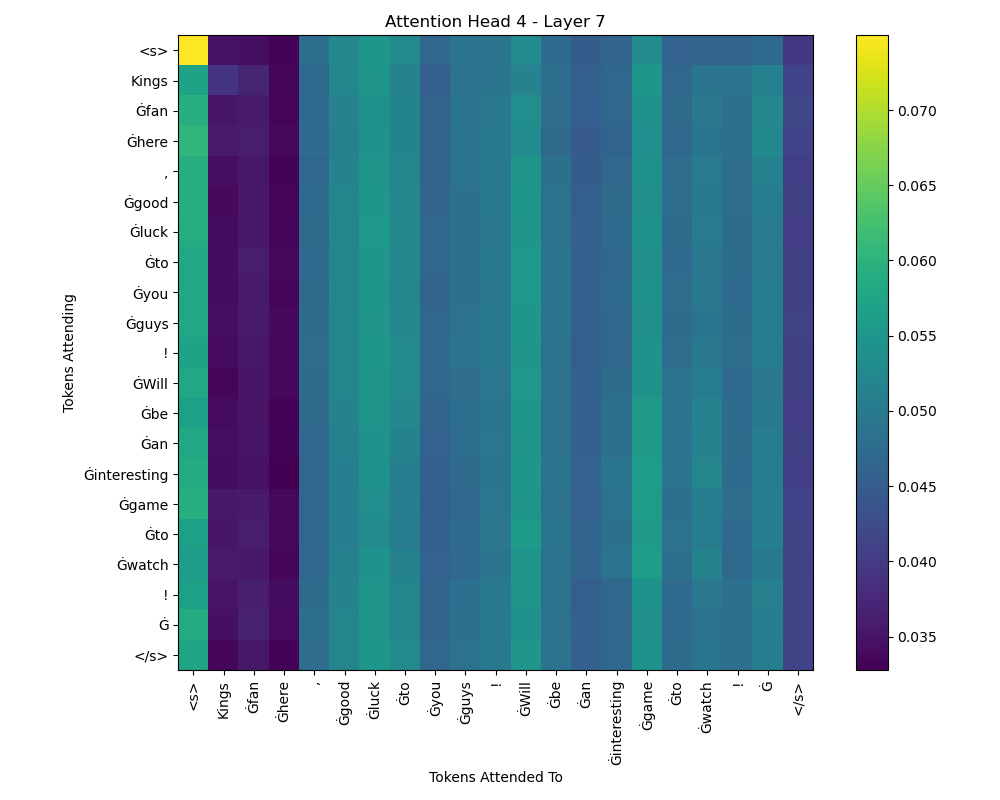 Attention Head 4 - Layer 7
Tokens Attending
<s>
Kings
Ġfan
Ġhere
,
Ġgood
Ġluck
Ġto
Ġyou
Ġguys
!
ĠWill
Ġbe
Ġan
Ġinteresting
Ġgame
Ġto
Ġwatch
!
Ġ
</s>
<s>
Kings
Ġfan
Ġhere
,
Ġgood
Ġluck
Ġto
Ġyou
Ġguys
!
ĠWill
Ġbe
Ġan
Ġinteresting
Ġgame
Ġto
Ġwatch
!
Ġ
</s>
Tokens Attended To
0.070
0.065
0.060
0.055
0.050
0.045
0.040
0.035